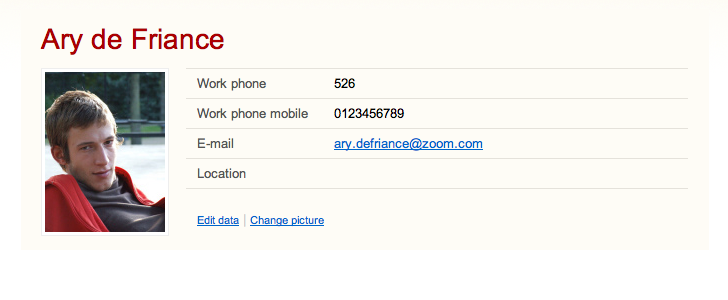 Ary de Friance
Work phone 526
Work phone mobile 0123456789
E-mail ary.defriance@zoom.com
Location
Edit data | Change picture